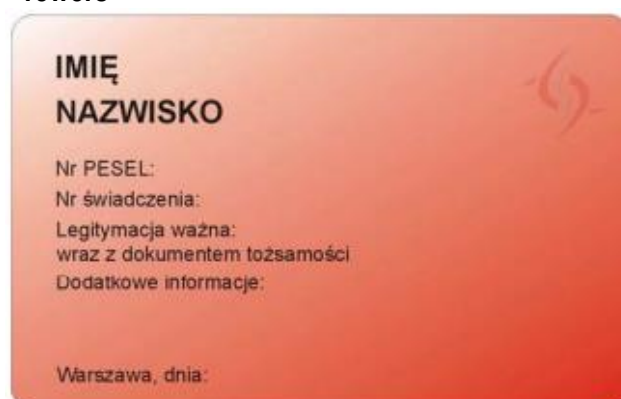 IMIĘ
NAZWISKO
Nr PESEL:
Nr świadczenia:
Legitymacja ważna:
wraz z dokumentem tożsamości
Dodatkowe informacje:
Warszawa, dnia: